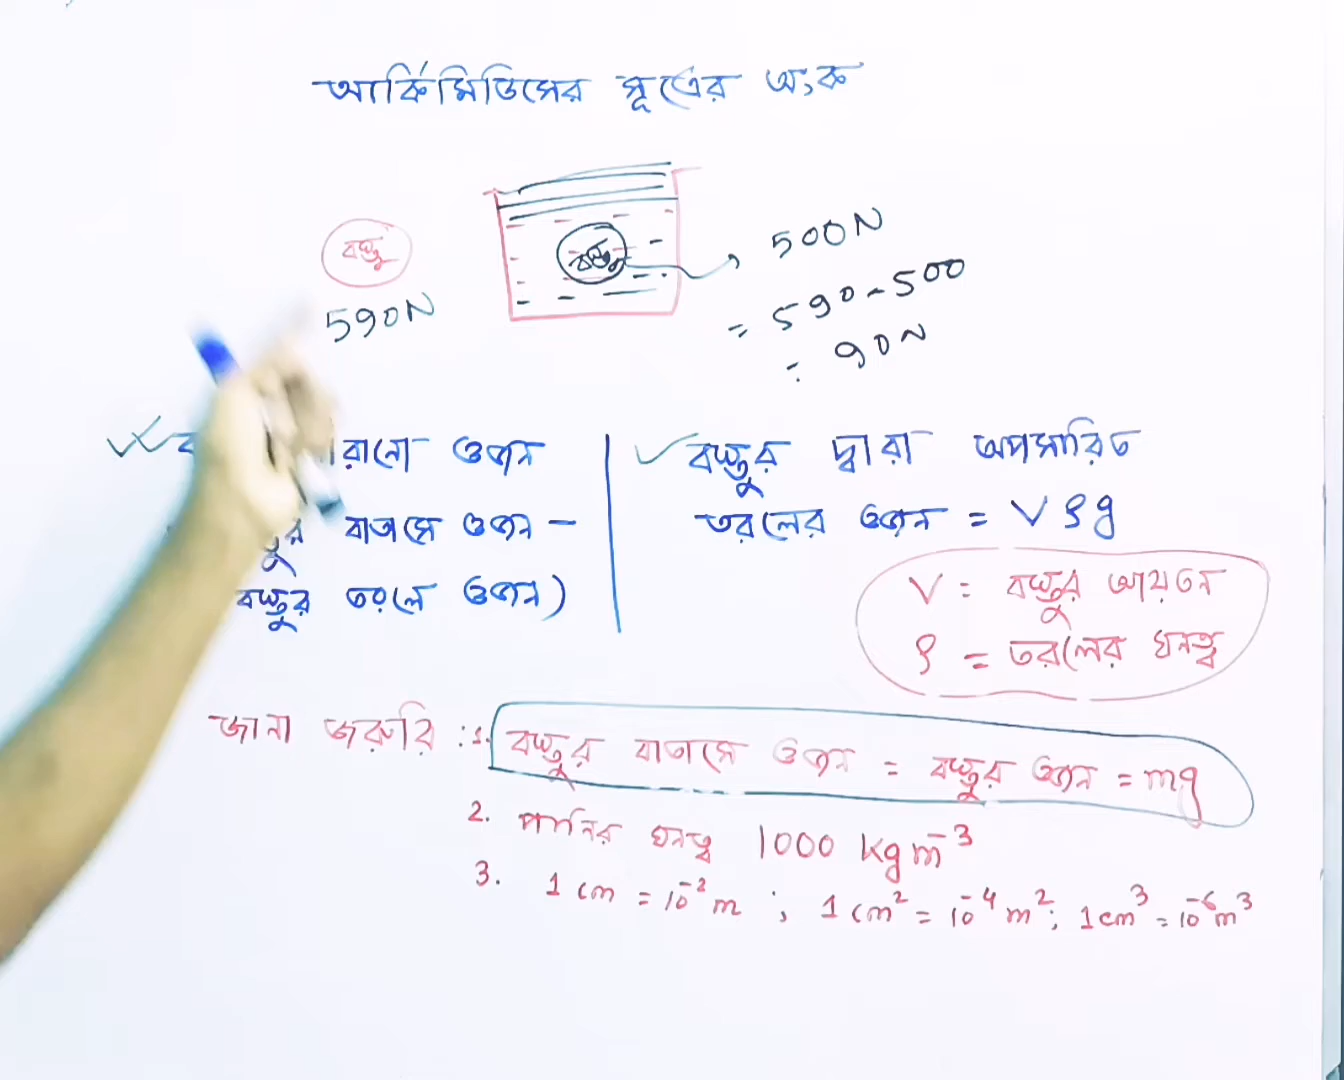 আর্কিমিডিসের সূত্রের অংক
বস্তু
590N
বস্তু
500N
= 590 - 500
= 90N
রানো ওজন
বাতাসে ওজন -
বস্তুর তরলে ওজন)
বস্তুর দ্বারা অপসারিত
তরলের ওজন = Vρg
V = বস্তুর আয়তন
ρ = তরলের ঘনত্ব
জানা জরুরি : 1. বস্তুর বাতাসে ওজন = বস্তুর ওজন = mg
2. পানির ঘনত্ব 1000 kgm⁻³
3. 1 cm = 10⁻² m ; 1 cm² = 10⁻⁴ m² ; 1 cm³ = 10⁻⁶ m³